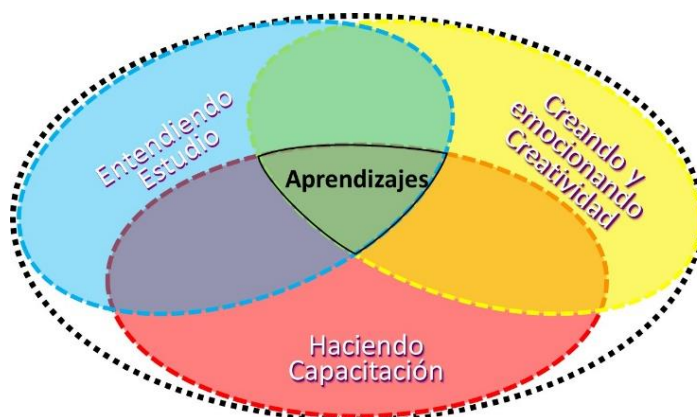 Entendiendo
Estudio
Creando y
emocionando
Creatividad
Aprendizajes
Haciendo
Capacitación